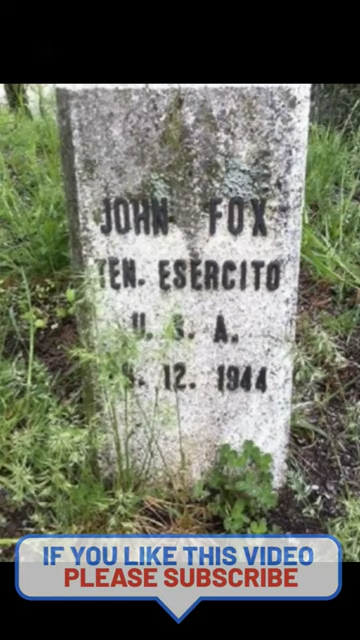 JOHN FOX
TEN. ESERCITO
U. S. A.
12. 1944
IF YOU LIKE THIS VIDEO
PLEASE SUBSCRIBE